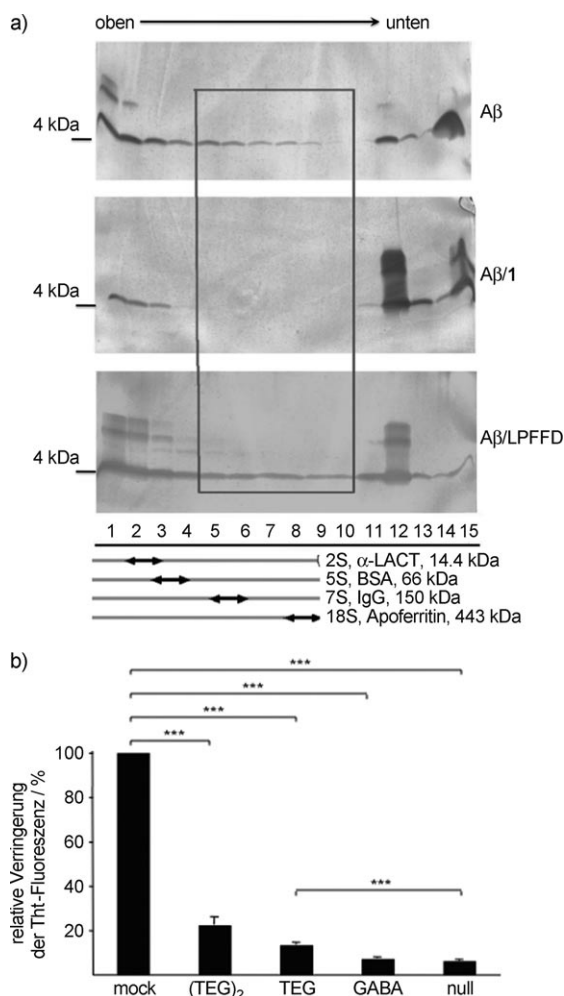 a)
oben unten
4 kDa
Aβ
4 kDa
Aβ/1
4 kDa
Aβ/LPFFD
1 2 3 4 5 6 7 8 9 10 11 12 13 14 15
2S, α-LACT, 14.4 kDa
5S, BSA, 66 kDa
7S, IgG, 150 kDa
18S, Apoferritin, 443 kDa
b)
***
***
***
***
***
relative Verringerung
der Tht-Fluoreszenz / %
100
80
60
40
20
mock (TEG)2 TEG GABA null